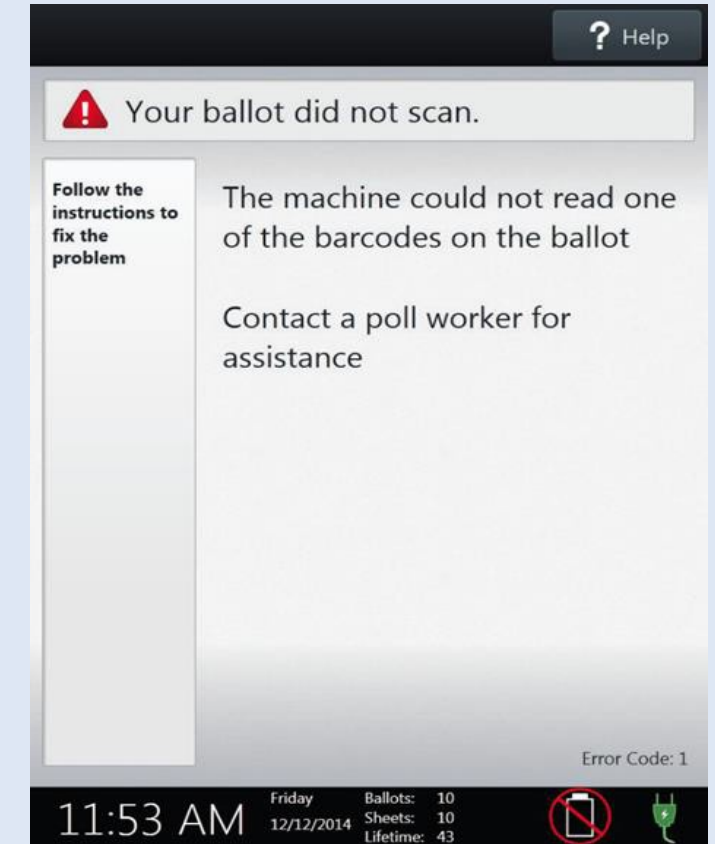 ? Help
Your ballot did not scan.
Follow the
instructions to
fix the
problem
The machine could not read one
of the barcodes on the ballot
Contact a poll worker for
assistance
Error Code: 1
11:53 AM
Friday
12/12/2014
Ballots: 10
Sheets: 10
Lifetime: 43